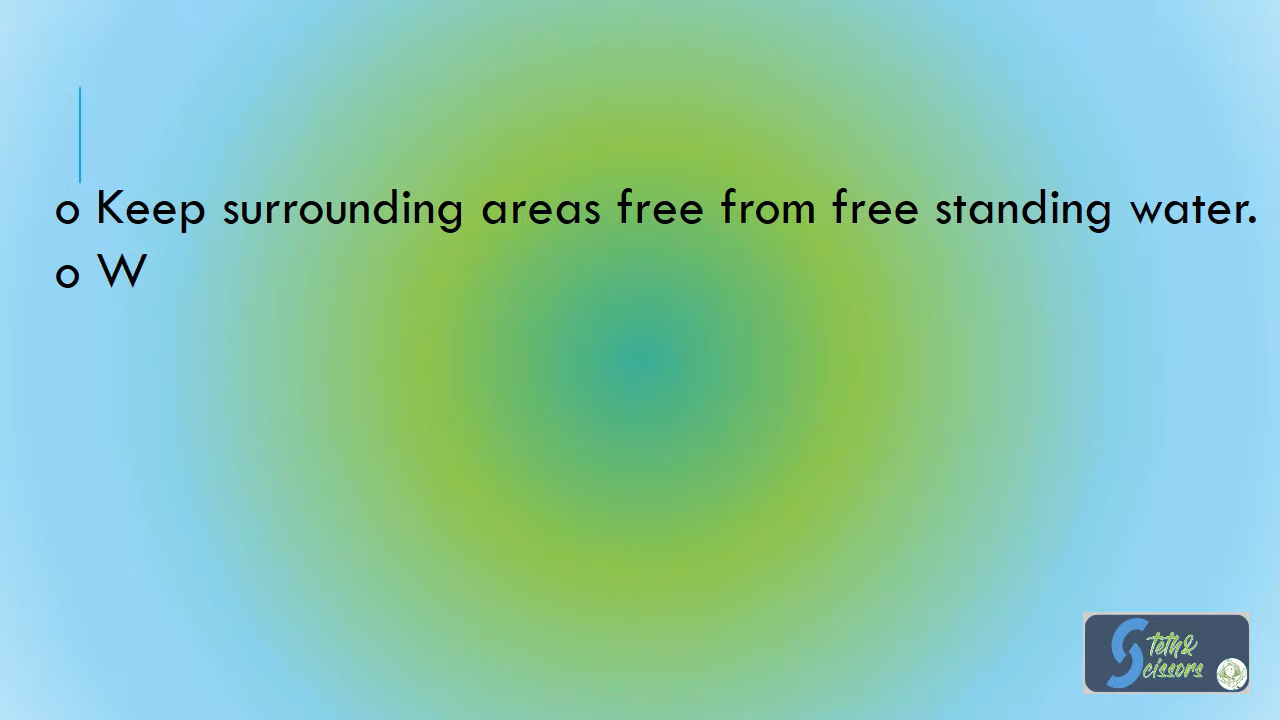 o Keep surrounding areas free from free standing water.
o W
Steth&
Scissors